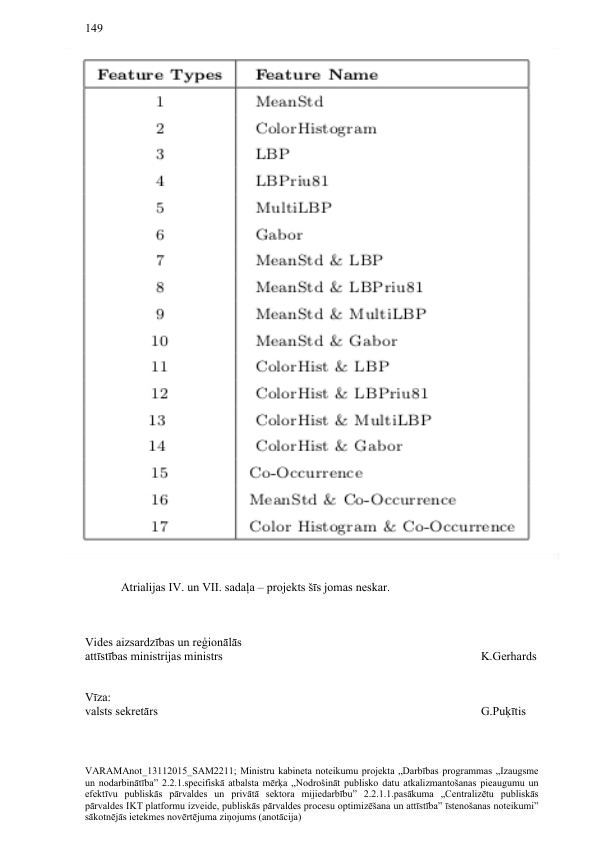 149
Feature Types Feature Name
1 MeanStd
2 ColorHistogram
3 LBP
4 LBPriu81
5 MultiLBP
6 Gabor
7 MeanStd & LBP
8 MeanStd & LBPriu81
9 MeanStd & MultiLBP
10 MeanStd & Gabor
11 ColorHist & LBP
12 ColorHist & LBPriu81
13 ColorHist & MultiLBP
14 ColorHist & Gabor
15 Co-Occurrence
16 MeanStd & Co-Occurrence
17 Color Histogram & Co-Occurrence
Atrialijas IV. un VII. sadaļa – projekts šīs jomas neskar.
Vides aizsardzības un reģionālās
attīstības ministrijas ministrs K.Gerhards
Vīza:
valsts sekretārs G.Puķītis
VARAMAnot_13112015_SAM2211; Ministru kabineta noteikumu projekta „Darbības programmas „Izaugsme
un nodarbinātība” 2.2.1.specifiskā atbalsta mērķa „Nodrošināt publisko datu atkalizmantošanas pieaugumu un
efektīvu publiskās pārvaldes un privātā sektora mijiedarbību” 2.2.1.1.pasākuma „Centralizētu publiskās
pārvaldes IKT platformu izveide, publiskās pārvaldes procesu optimizēšana un attīstība” īstenošanas noteikumi”
sākotnējās ietekmes novērtējuma ziņojums (anotācija)